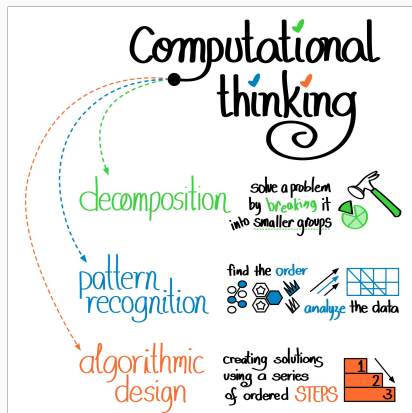 Computational
thinking
decomposition
solve a problem
by breaking it
into smaller groups
pattern
recognition
find the order
analyze the data
algorithmic
design
creating solutions
using a series
of ordered STEPS
1
2
3